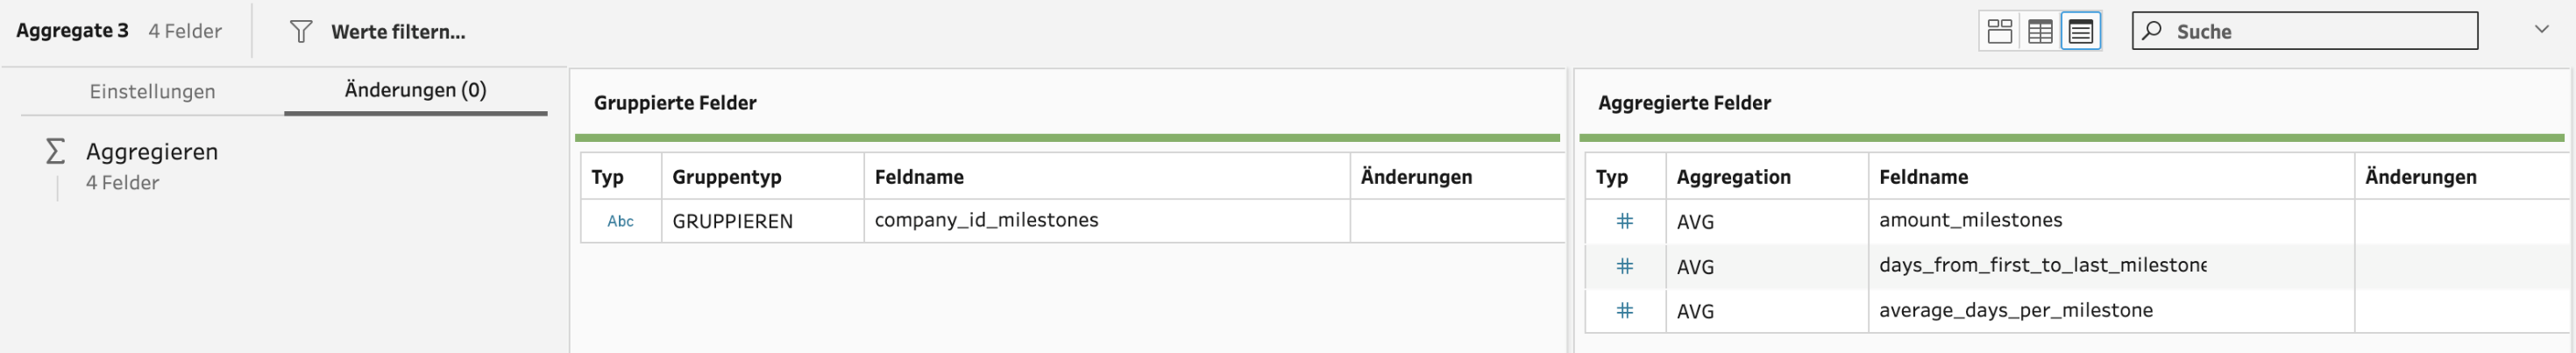 Aggregate 3 4 Felder Werte filtern... Suche
Einstellungen Änderungen (0)
Aggregieren
4 Felder
Gruppierte Felder
Typ Gruppentyp Feldname Änderungen
Abc GRUPPIEREN company_id_milestones
Aggregierte Felder
Typ Aggregation Feldname Änderungen
# AVG amount_milestones
# AVG days_from_first_to_last_milestone
# AVG average_days_per_milestone